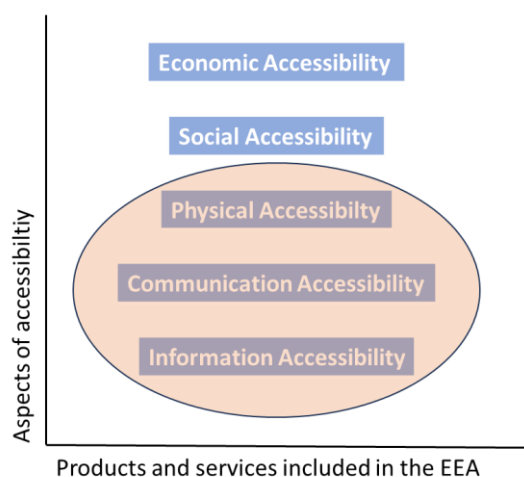 Economic Accessibility
Social Accessibility
Physical Accessibilty
Communication Accessibility
Information Accessibility
Aspects of accessibiltiy
Products and services included in the EEA